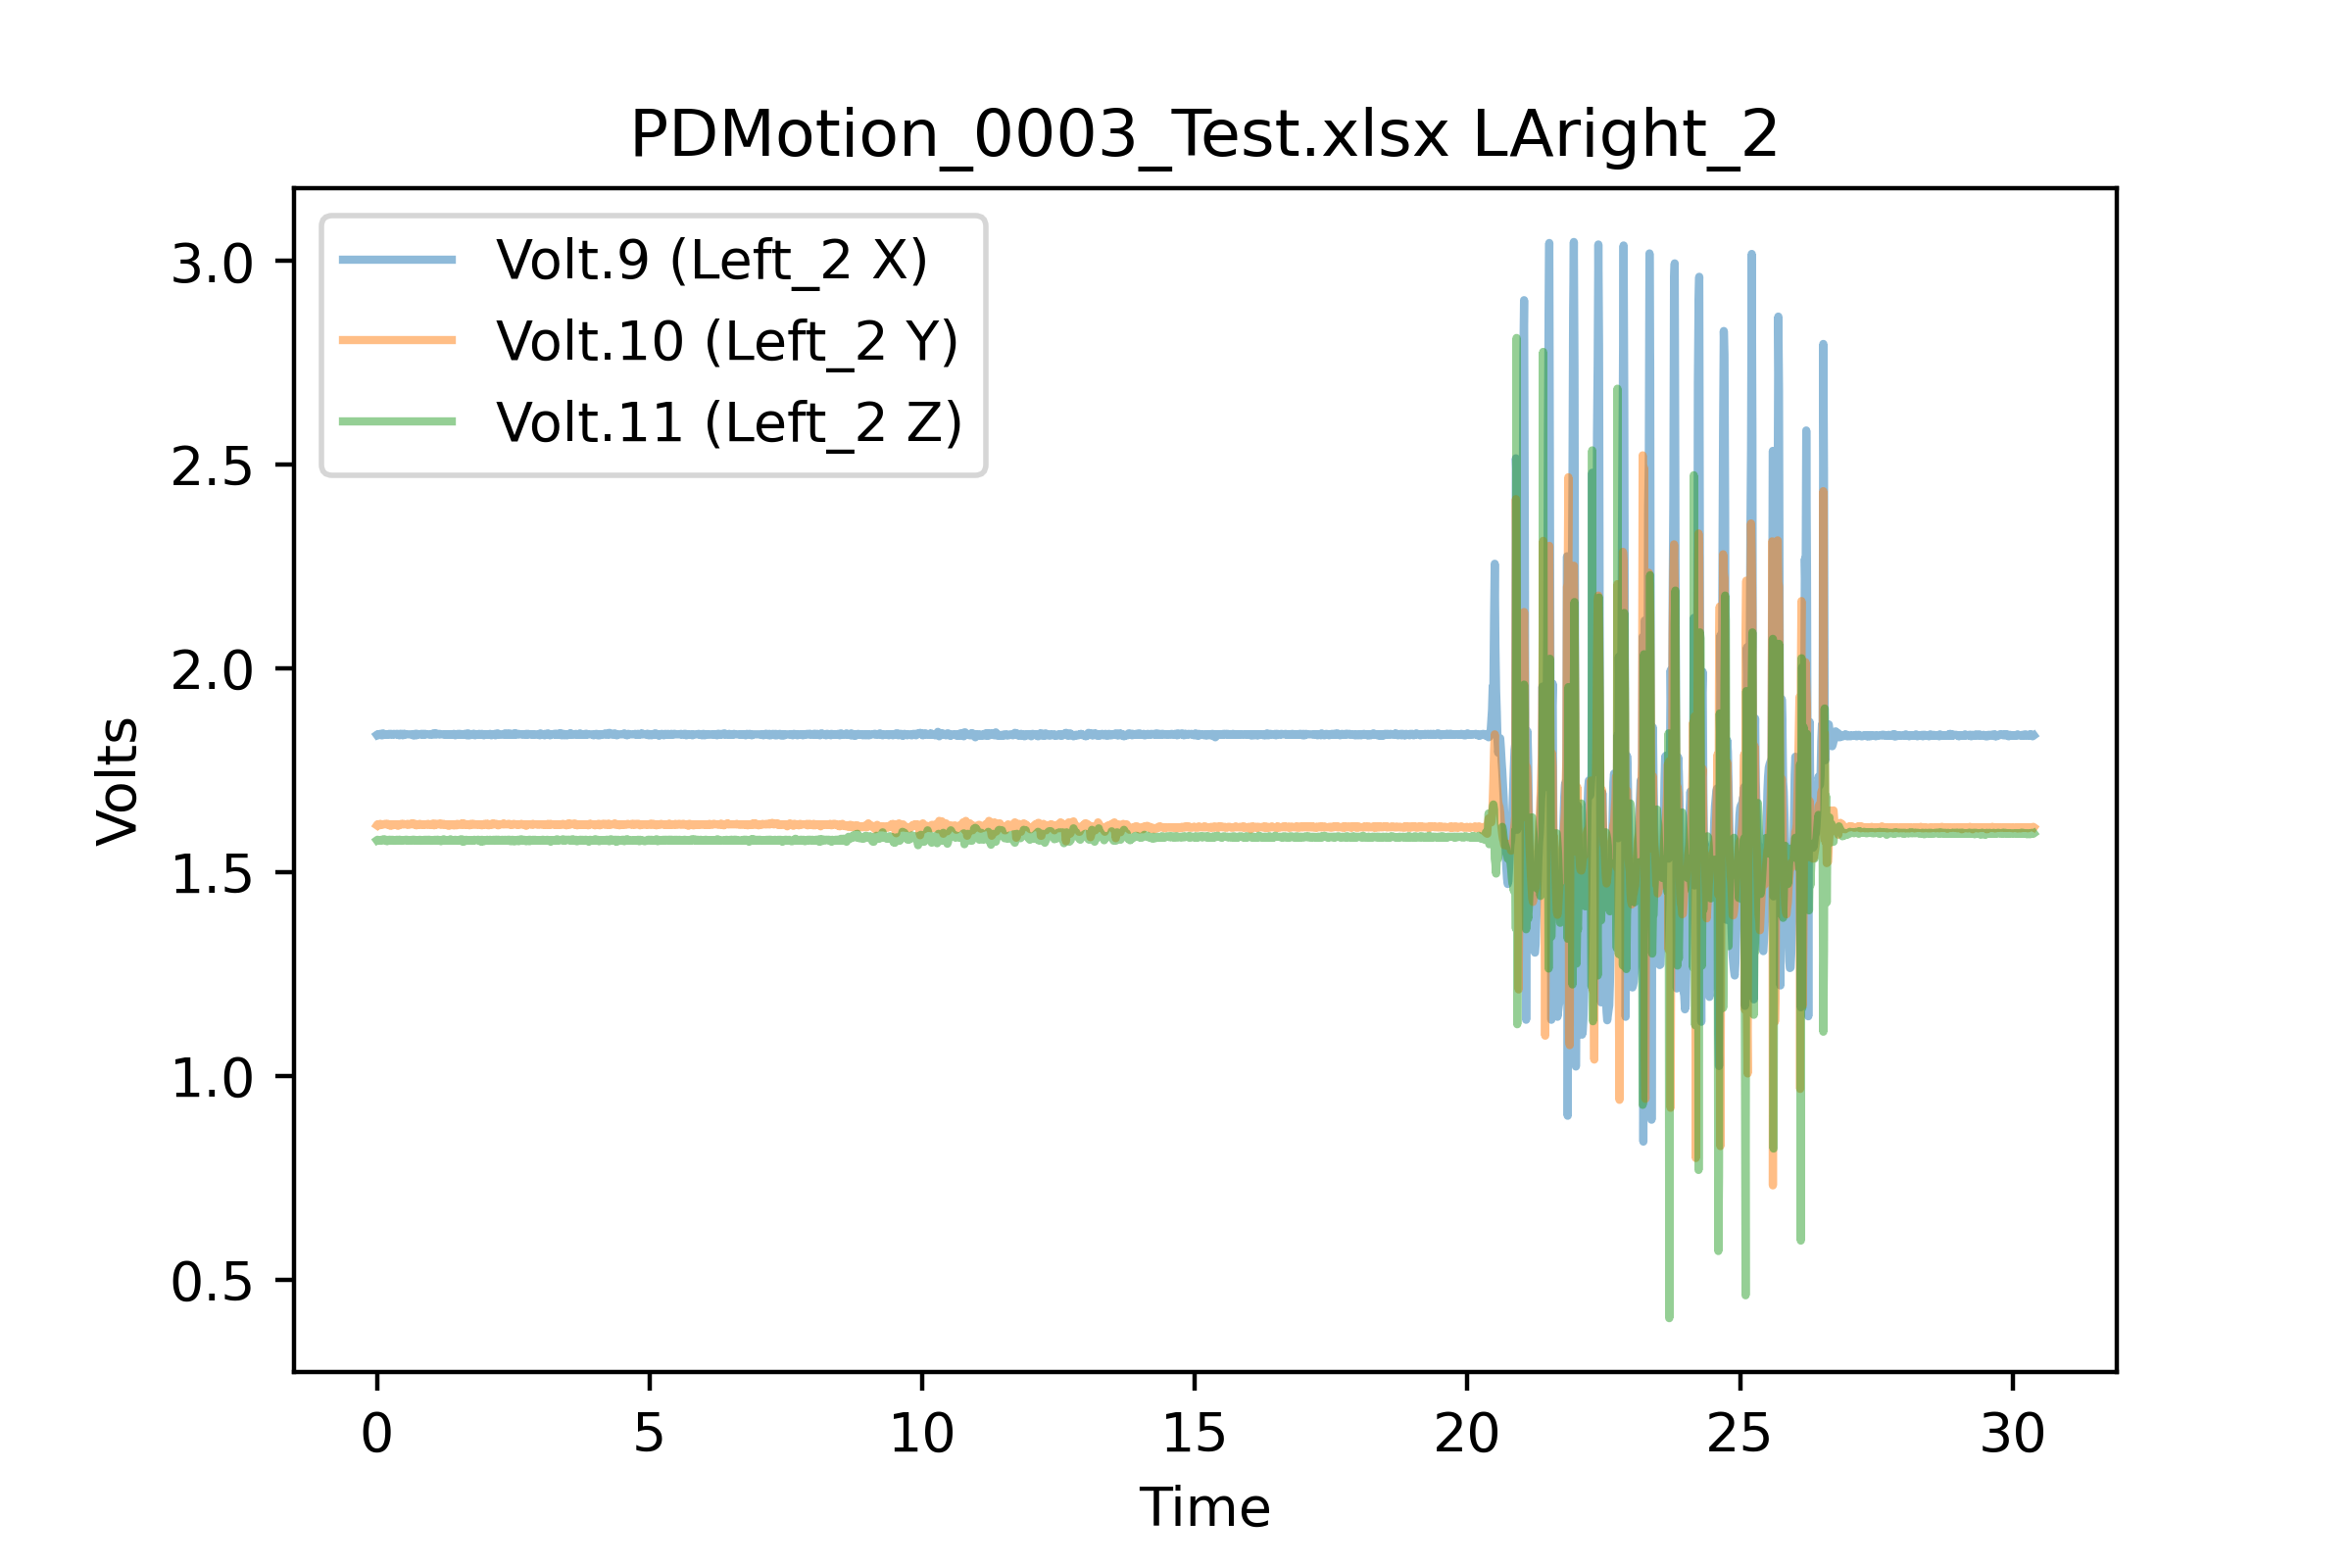 PDMotion_0003_Test.xlsx LAright_2
Volt.9 (Left_2 X)
Volt.10 (Left_2 Y)
Volt.11 (Left_2 Z)
3.0
2.5
2.0
1.5
1.0
0.5
Volts
0 5 10 15 20 25 30
Time